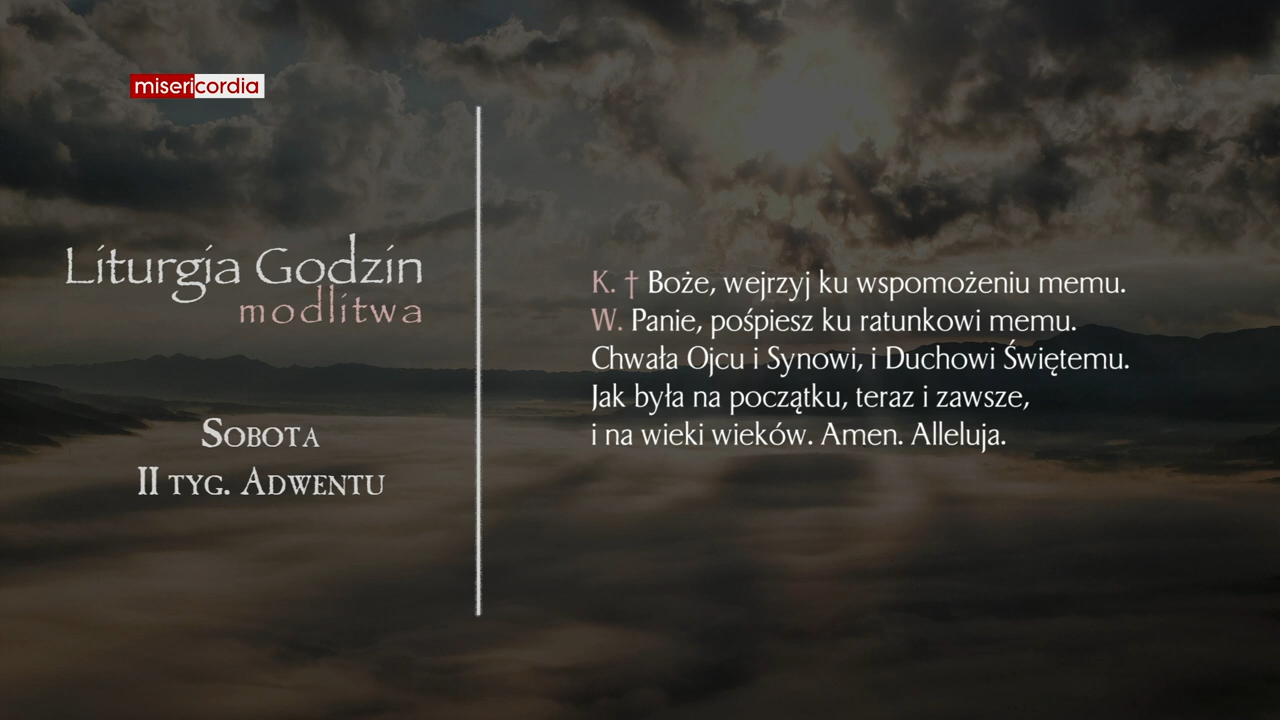 misericordia
Liturgia Godzin
modlitwa
Sobota
II tyg. Adwentu
K. † Boże, wejrzyj ku wspomożeniu memu.
W. Panie, pośpiesz ku ratunkowi memu.
Chwała Ojcu i Synowi, i Duchowi Świętemu.
Jak była na początku, teraz i zawsze,
i na wieki wieków. Amen. Alleluja.